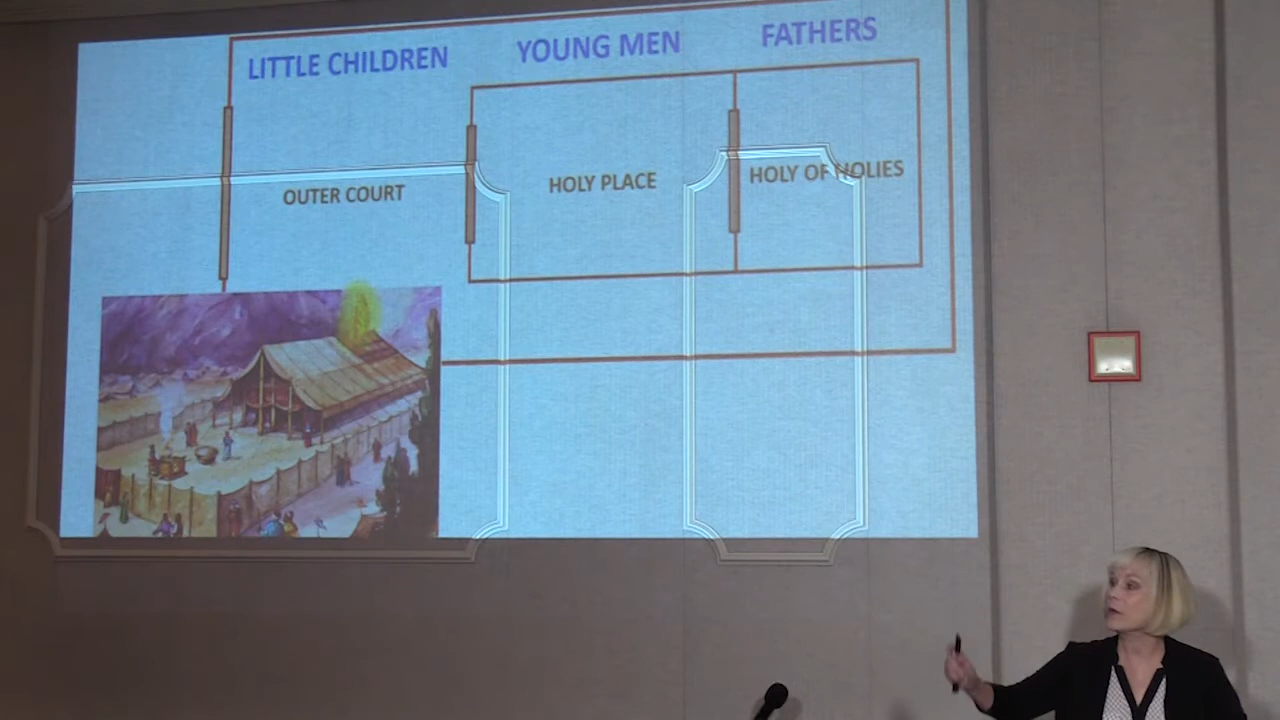 LITTLE CHILDREN
YOUNG MEN
FATHERS
OUTER COURT
HOLY PLACE
HOLY OF HOLIES